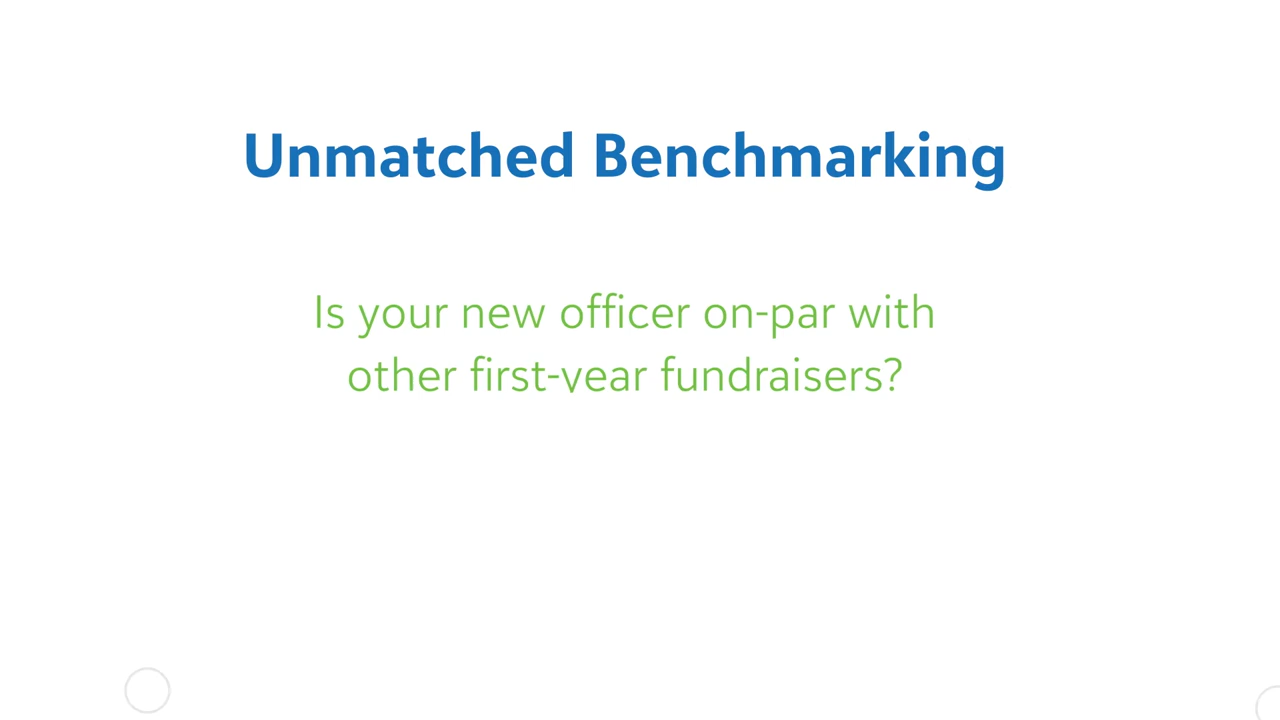 Unmatched Benchmarking
Is your new officer on-par with
other first-year fundraisers?